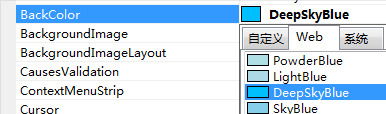 BackColor DeepSkyBlue
BackgroundImage 自定义 Web 系统
BackgroundImageLayout PowderBlue
CausesValidation LightBlue
ContextMenuStrip DeepSkyBlue
Cursor SkyBlue